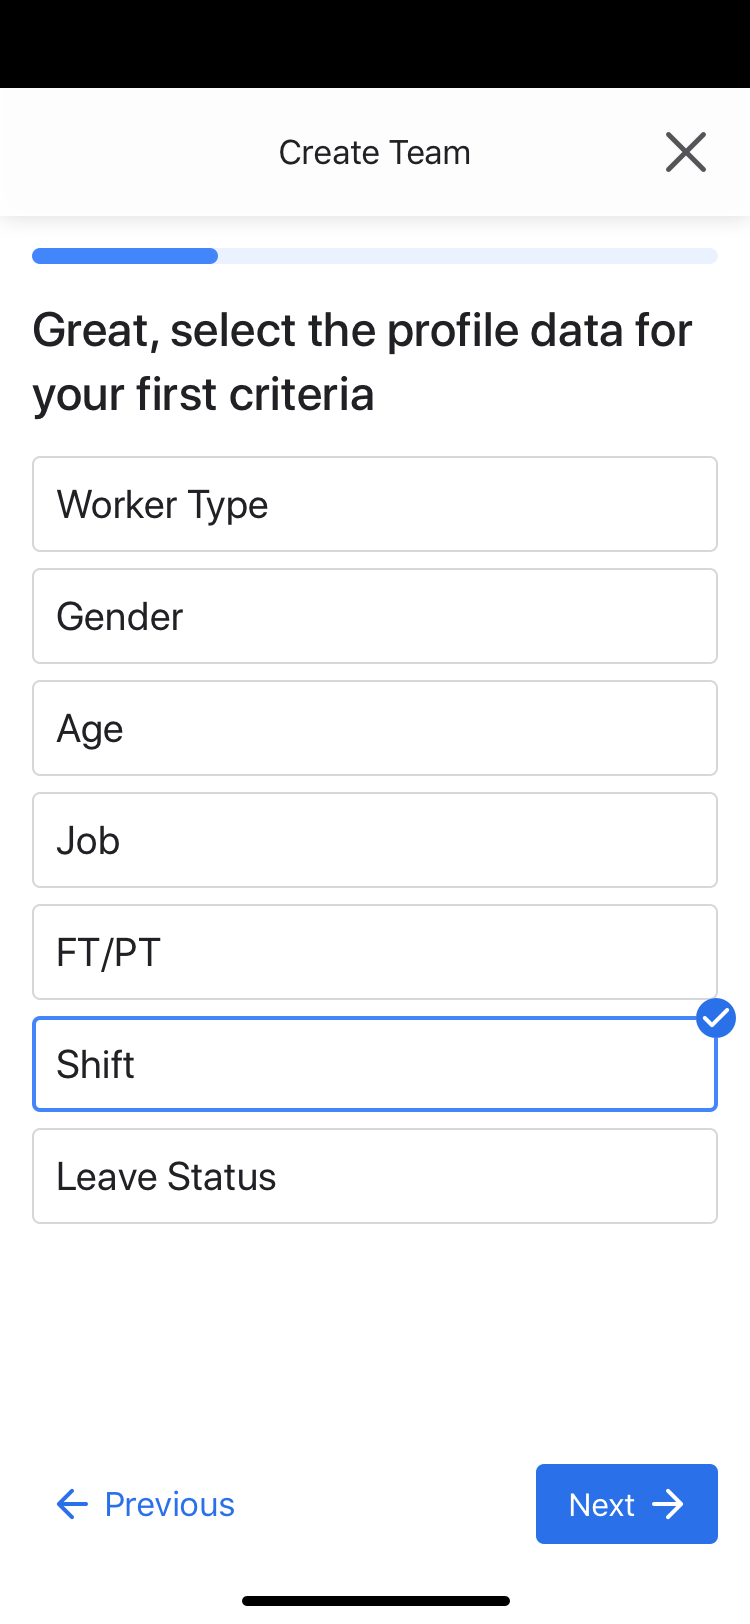 Create Team
Great, select the profile data for
your first criteria
Worker Type
Gender
Age
Job
FT/PT
Shift
Leave Status
Previous
Next